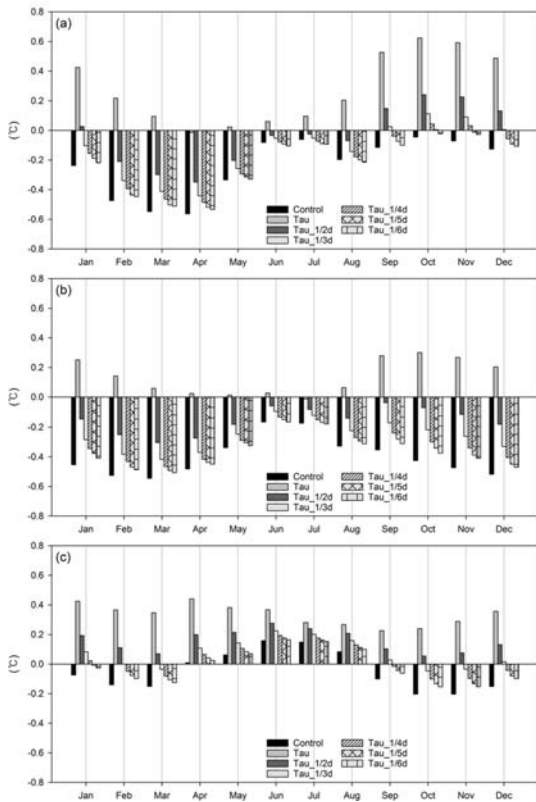 (a)
0.8
0.6
0.4
0.2
0.0
-0.2
-0.4
-0.6
-0.8
(℃)
Control
Tau
Tau_1/2d
Tau_1/3d
Tau_1/4d
Tau_1/5d
Tau_1/6d
Jan Feb Mar Apr May Jun Jul Aug Sep Oct Nov Dec
(b)
0.8
0.6
0.4
0.2
0.0
-0.2
-0.4
-0.6
-0.8
(℃)
Control
Tau
Tau_1/2d
Tau_1/3d
Tau_1/4d
Tau_1/5d
Tau_1/6d
Jan Feb Mar Apr May Jun Jul Aug Sep Oct Nov Dec
(c)
0.8
0.6
0.4
0.2
0.0
-0.2
-0.4
-0.6
-0.8
(℃)
Control
Tau
Tau_1/2d
Tau_1/3d
Tau_1/4d
Tau_1/5d
Tau_1/6d
Jan Feb Mar Apr May Jun Jul Aug Sep Oct Nov Dec